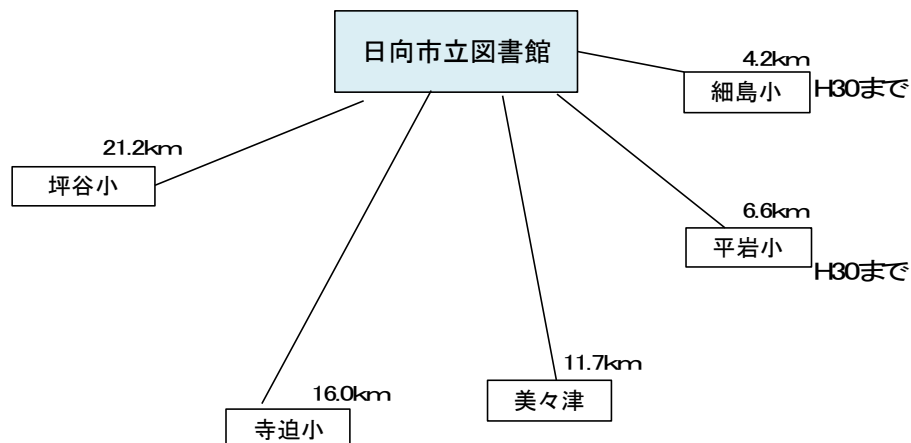 日向市立図書館
4.2km
細島小
H30まで
21.2km
坪谷小
6.6km
平岩小
H30まで
11.7km
美々津
16.0km
寺迫小